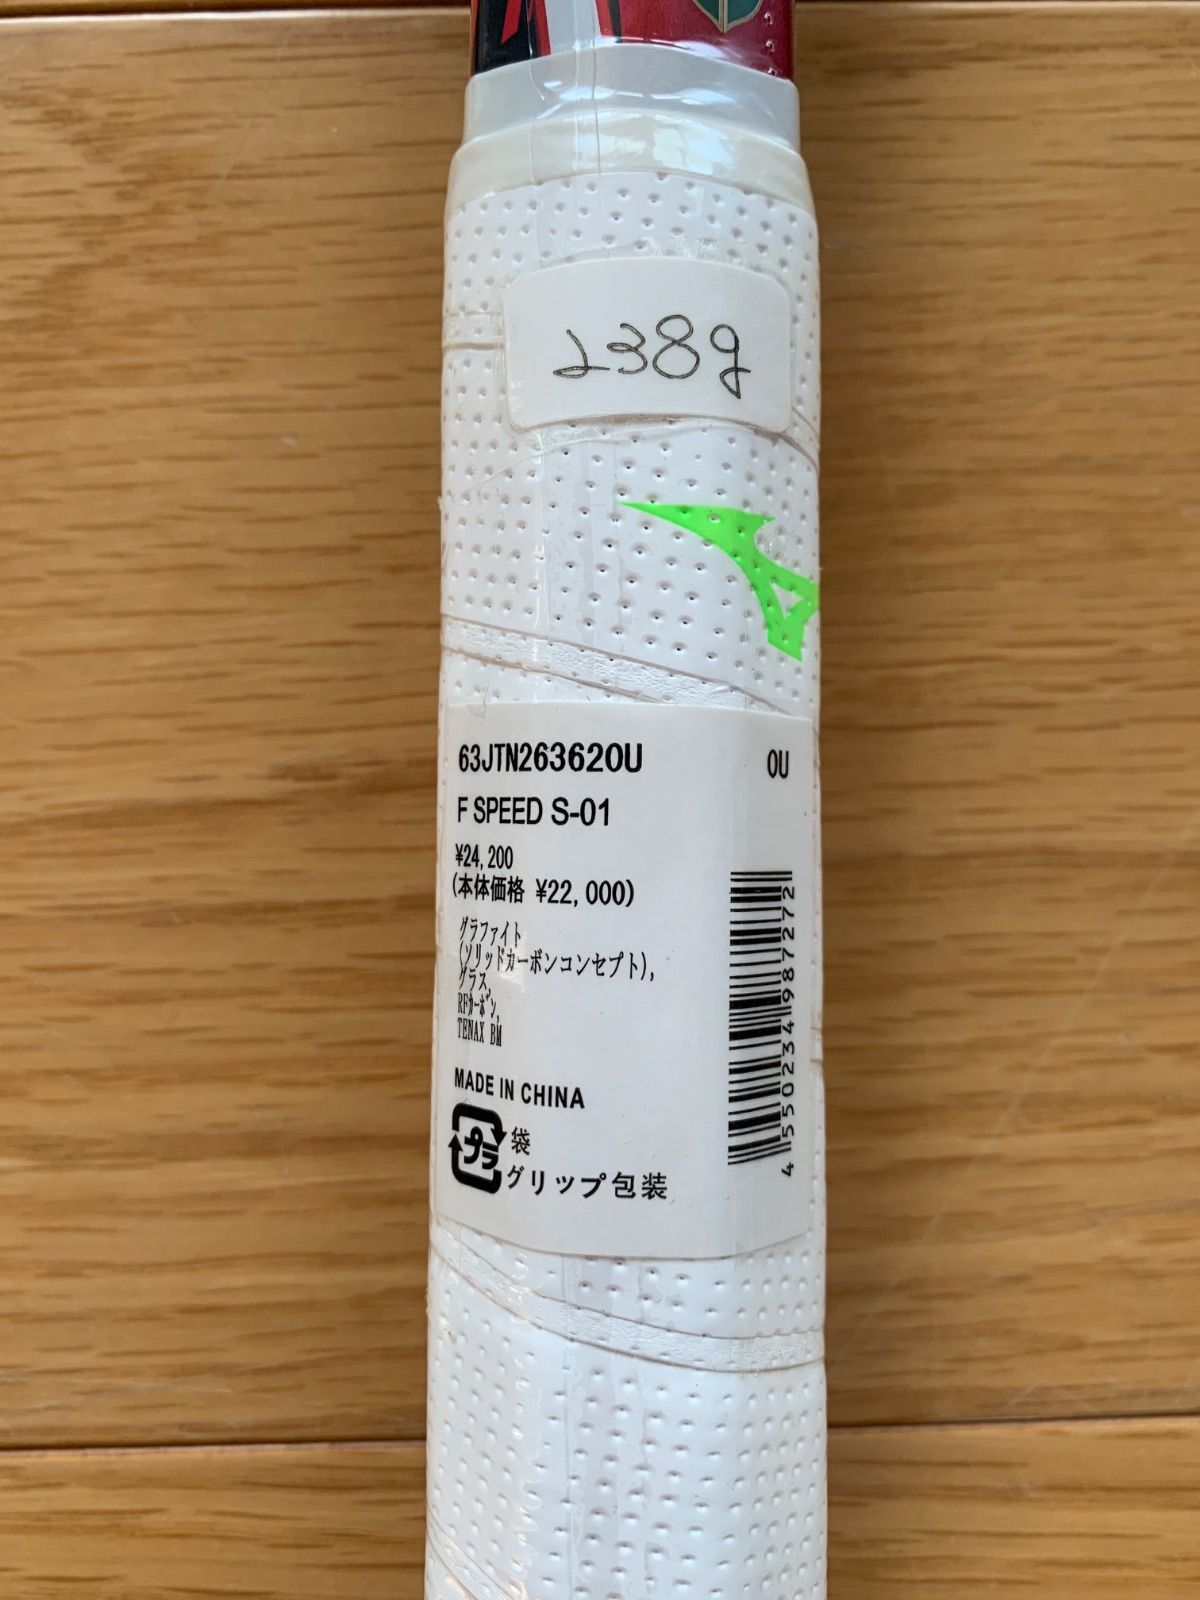 238g
63JTN263620U 0U
F SPEED S-01
¥24,200
(本体価格 ¥22,000)
グラファイト
(ソリッドカーボンコンセプト),
グラス,
RFｶｰﾎﾞﾝ,
TENAX BM
MADE IN CHINA
プラ 袋
グリップ包装
4550234987272